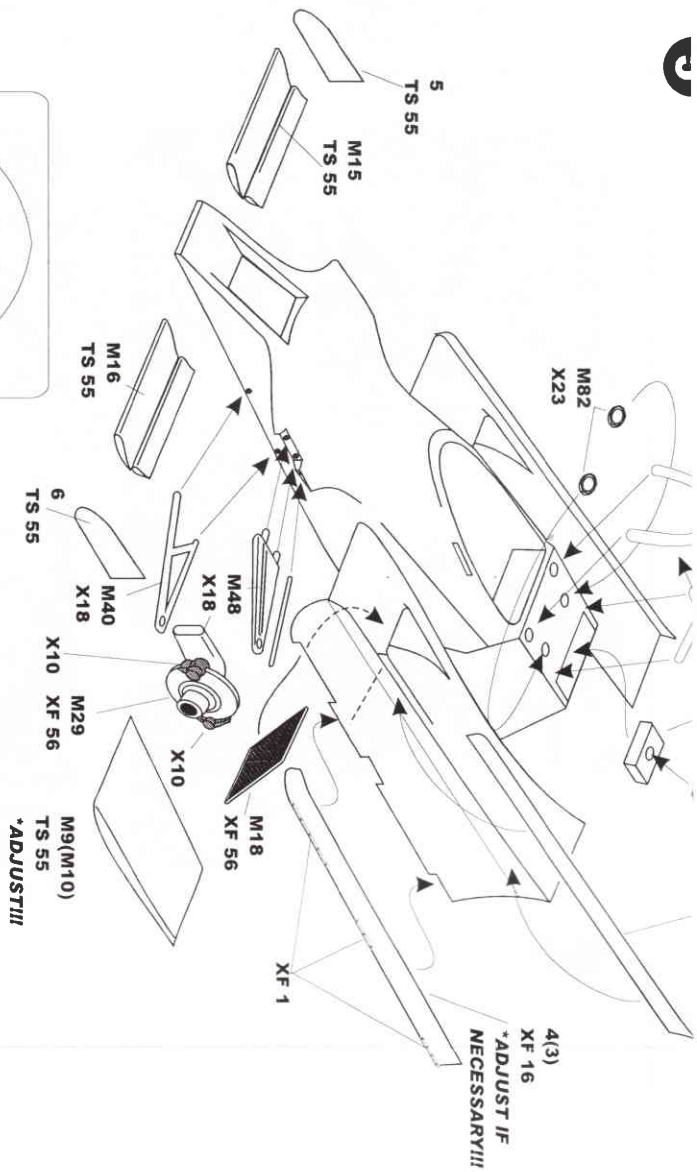 5
TS 55
M15
TS 55
M82
X23
M16
TS 55
6
TS 55
M40
X18
M48
X18
X10
M29
XF 56
X10
M18
XF 56
M9(M10)
TS 55
*ADJUST!!!
XF 1
4(3)
XF 16
*ADJUST IF
NECESSARY!!!